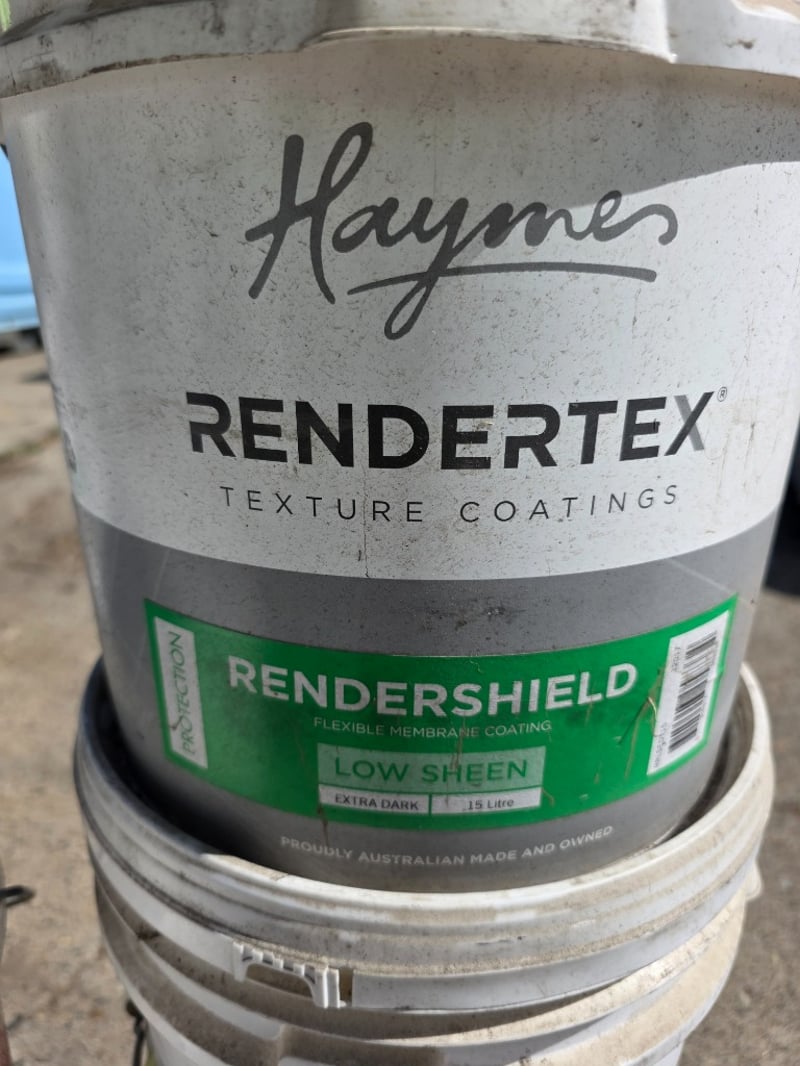 Haymes
RENDERTEX®
TEXTURE COATINGS
PROTECTION
RENDERSHIELD
FLEXIBLE MEMBRANE COATING
LOW SHEEN
EXTRA DARK 15 Litre
PROUDLY AUSTRALIAN MADE AND OWNED